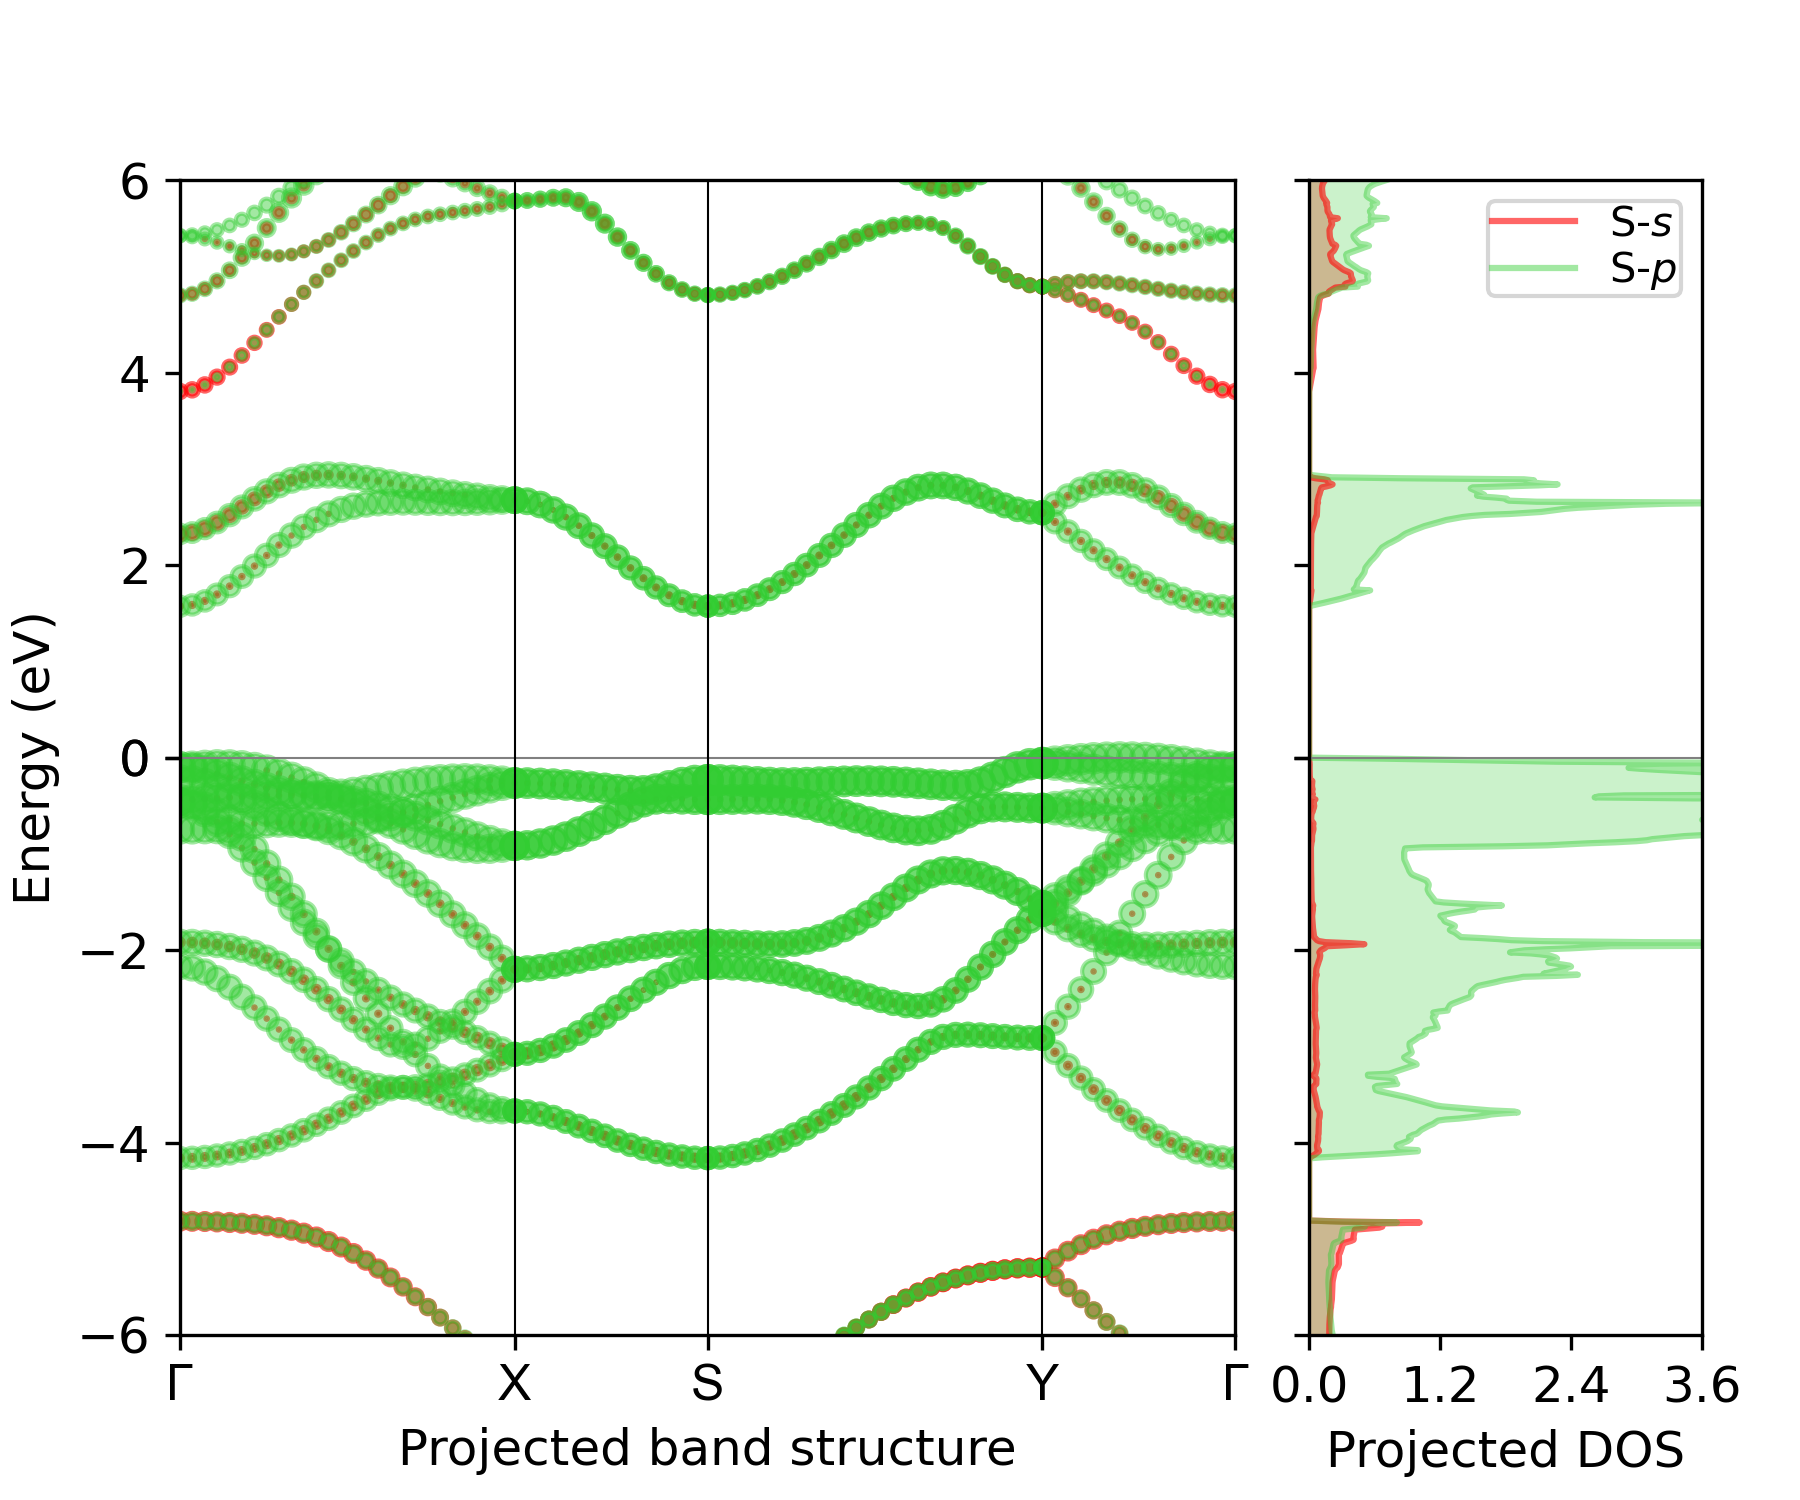 Energy (eV)
6
4
2
0
−2
−4
−6
Γ X S Y Γ
Projected band structure
S-s
S-p
0.0 1.2 2.4 3.6
Projected DOS